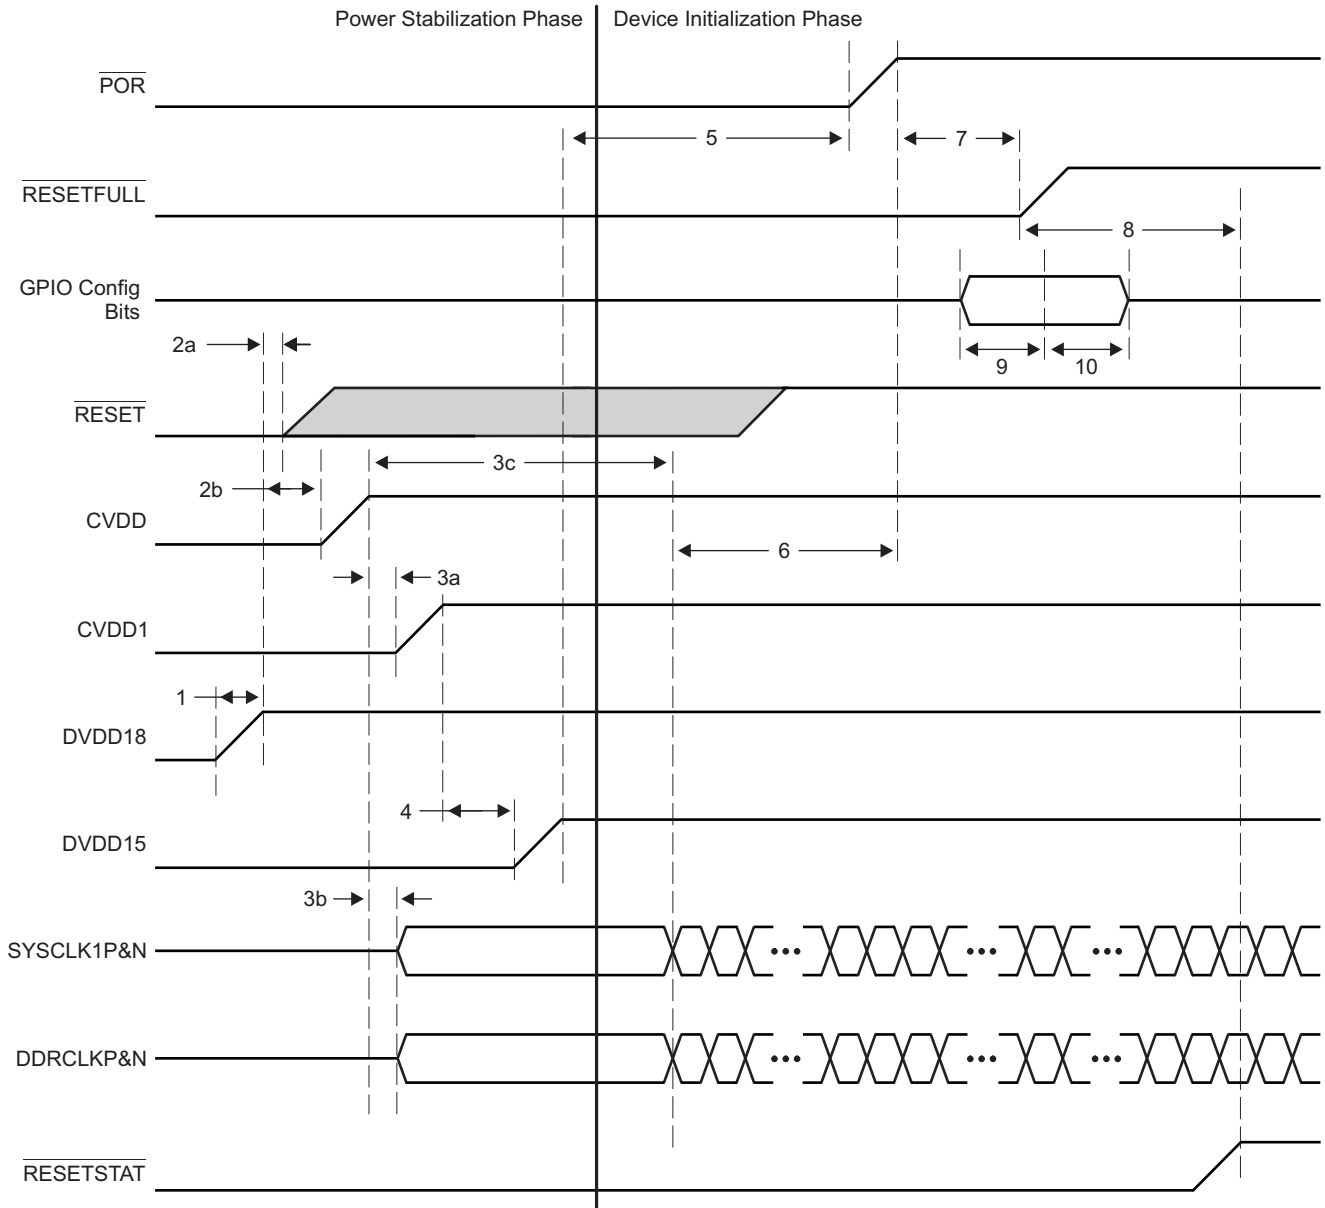 Power Stabilization Phase
Device Initialization Phase
POR
5
7
RESETFULL
8
GPIO Config
Bits
2a
9
10
RESET
3c
2b
CVDD
6
3a
CVDD1
1
DVDD18
4
DVDD15
3b
SYSCLK1P&N
DDRCLKP&N
RESETSTAT